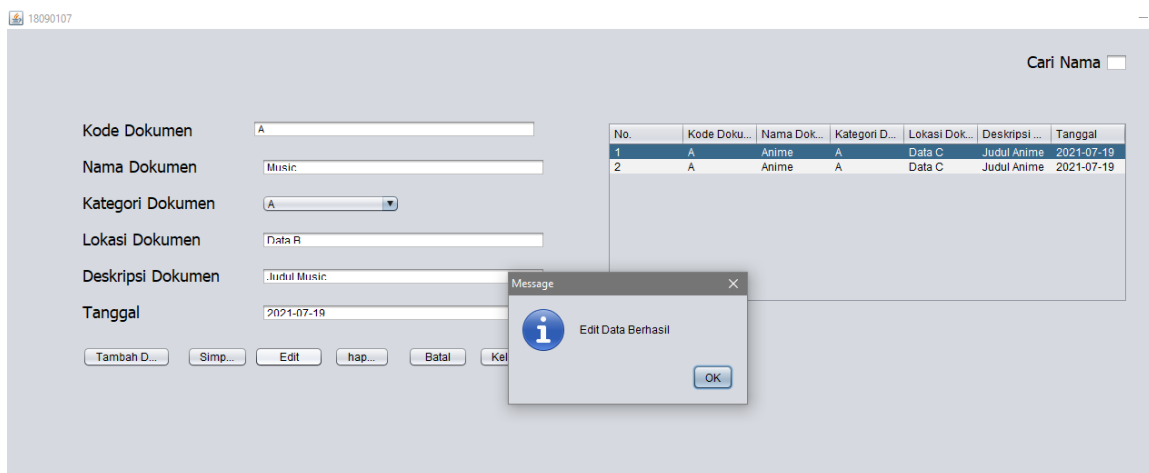 18090107
Cari Nama
Kode Dokumen A
Nama Dokumen Music
Kategori Dokumen A
Lokasi Dokumen Data B
Deskripsi Dokumen Judul Music
Tanggal 2021-07-19
Tambah D... Simp... Edit hap... Batal Kel
No. Kode Doku... Nama Dok... Kategori D... Lokasi Dok... Deskripsi ... Tanggal
1 A Anime A Data C Judul Anime 2021-07-19
2 A Anime A Data C Judul Anime 2021-07-19
Message
Edit Data Berhasil
OK